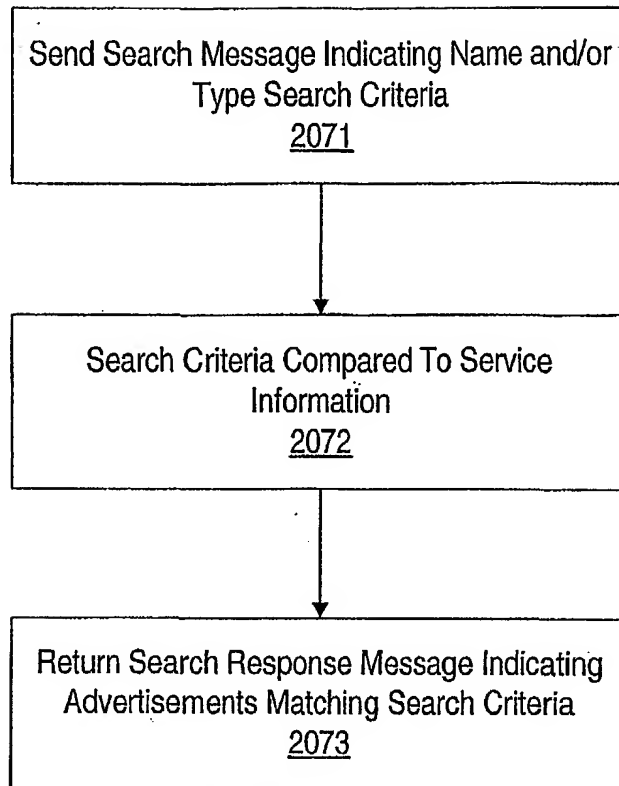 Send Search Message Indicating Name and/or
Type Search Criteria
2071
Search Criteria Compared To Service
Information
2072
Return Search Response Message Indicating
Advertisements Matching Search Criteria
2073